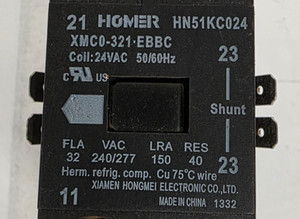 21 HOMER HN51KC024
XMC0-321·EBBC
Coil:24VAC 50/60Hz
23
C UR US
Shunt
FLA VAC LRA RES
32 240/277 150 40
23
Herm. refrig. comp. Cu 75°C wire
XIAMEN HONGMEI ELECTRONIC CO.,LTD.
11
MADE IN CHINA 1332